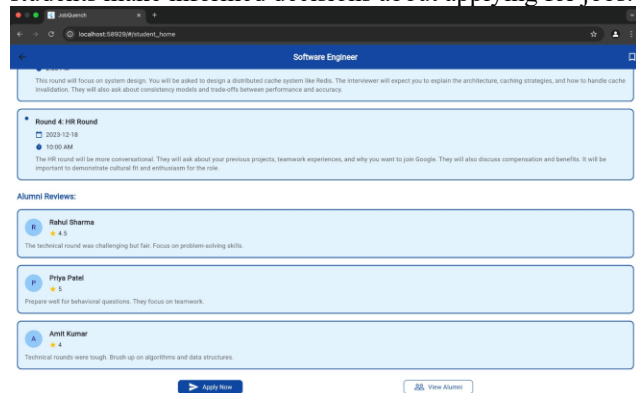 students make informed decisions about applying for jobs.
JobQuench
localhost:58929/#/student_home
Software Engineer
This round will focus on system design. You will be asked to design a distributed cache system like Redis. The interviewer will expect you to explain the architecture, caching strategies, and how to handle cache
invalidation. They will also ask about consistency models and trade-offs between performance and accuracy.
Round 4: HR Round
2023-12-18
10:00 AM
The HR round will be more conversational. They will ask about your previous projects, teamwork experiences, and why you want to join Google. They will also discuss compensation and benefits. It will be
important to demonstrate cultural fit and enthusiasm for the role.
Alumni Reviews:
R
Rahul Sharma
4.5
The technical round was challenging but fair. Focus on problem-solving skills.
P
Priya Patel
5
Prepare well for behavioral questions. They focus on teamwork.
A
Amit Kumar
4
Technical rounds were tough. Brush up on algorithms and data structures.
Apply Now
View Alumni